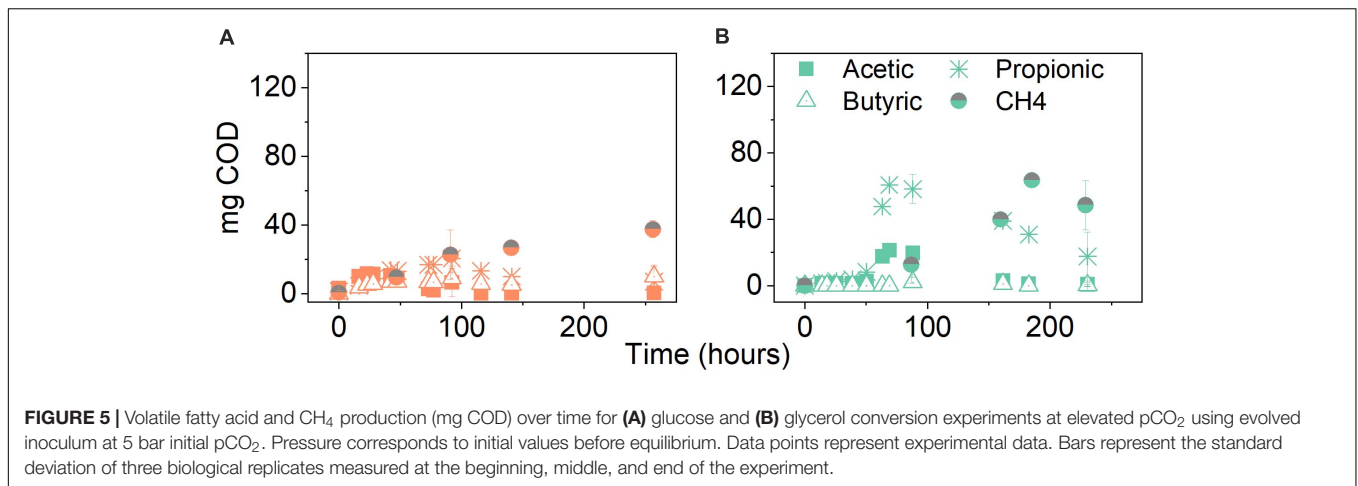 A
B
120
80
40
0
mg COD
0
100
200
120
80
40
0
0
100
200
Acetic
Propionic
Butyric
CH4
Time (hours)
FIGURE 5 | Volatile fatty acid and CH₄ production (mg COD) over time for (A) glucose and (B) glycerol conversion experiments at elevated pCO₂ using evolved
inoculum at 5 bar initial pCO₂. Pressure corresponds to initial values before equilibrium. Data points represent experimental data. Bars represent the standard
deviation of three biological replicates measured at the beginning, middle, and end of the experiment.